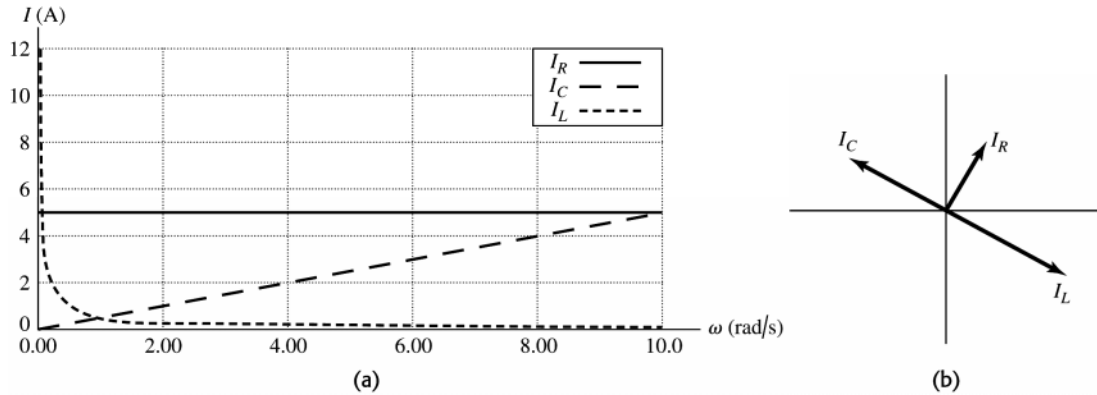 I (A)
12
10
8
6
4
2
0
0.00 2.00 4.00 6.00 8.00 10.0
ω (rad/s)
I_R
I_C
I_L
(a)
I_C
I_R
I_L
(b)